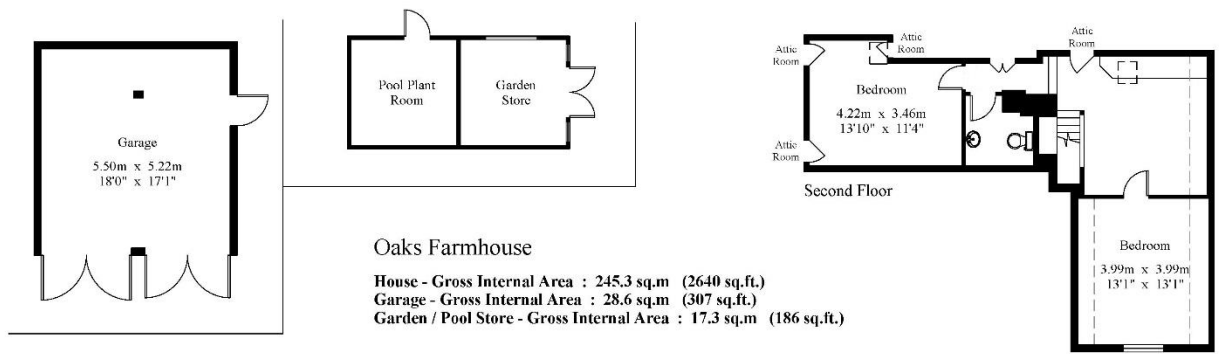 Garage
5.50m x 5.22m
18'0" x 17'1"
Pool Plant
Room
Garden
Store
Attic
Room
Attic
Room
Attic
Room
Attic
Room
Bedroom
4.22m x 3.46m
13'10" x 11'4"
Second Floor
Bedroom
3.99m x 3.99m
13'1" x 13'1"
Oaks Farmhouse
House - Gross Internal Area : 245.3 sq.m (2640 sq.ft.)
Garage - Gross Internal Area : 28.6 sq.m (307 sq.ft.)
Garden / Pool Store - Gross Internal Area : 17.3 sq.m (186 sq.ft.)